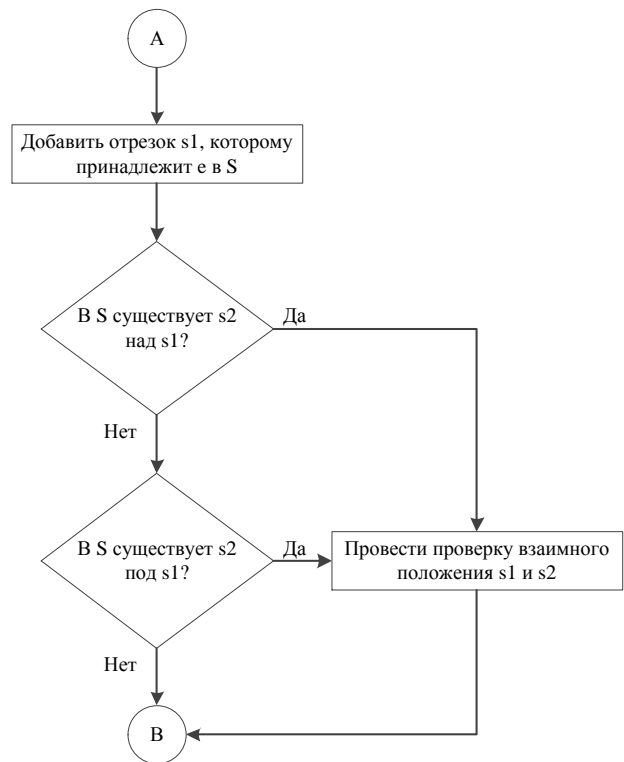 A
Добавить отрезок s1, которому
принадлежит e в S
В S существует s2
над s1?
Да
Нет
В S существует s2
под s1?
Да
Провести проверку взаимного
положения s1 и s2
Нет
B